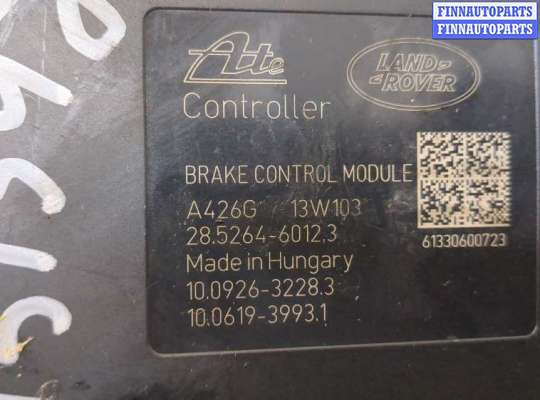 FINNAUTOPARTS
FINNAUTOPARTS
Ate
LAND
ROVER
Controller
BRAKE CONTROL MODULE
A426G 13W103
28.5264-6012.3
61330600723
Made in Hungary
10.0926-3228.3
10.0619-3993.1